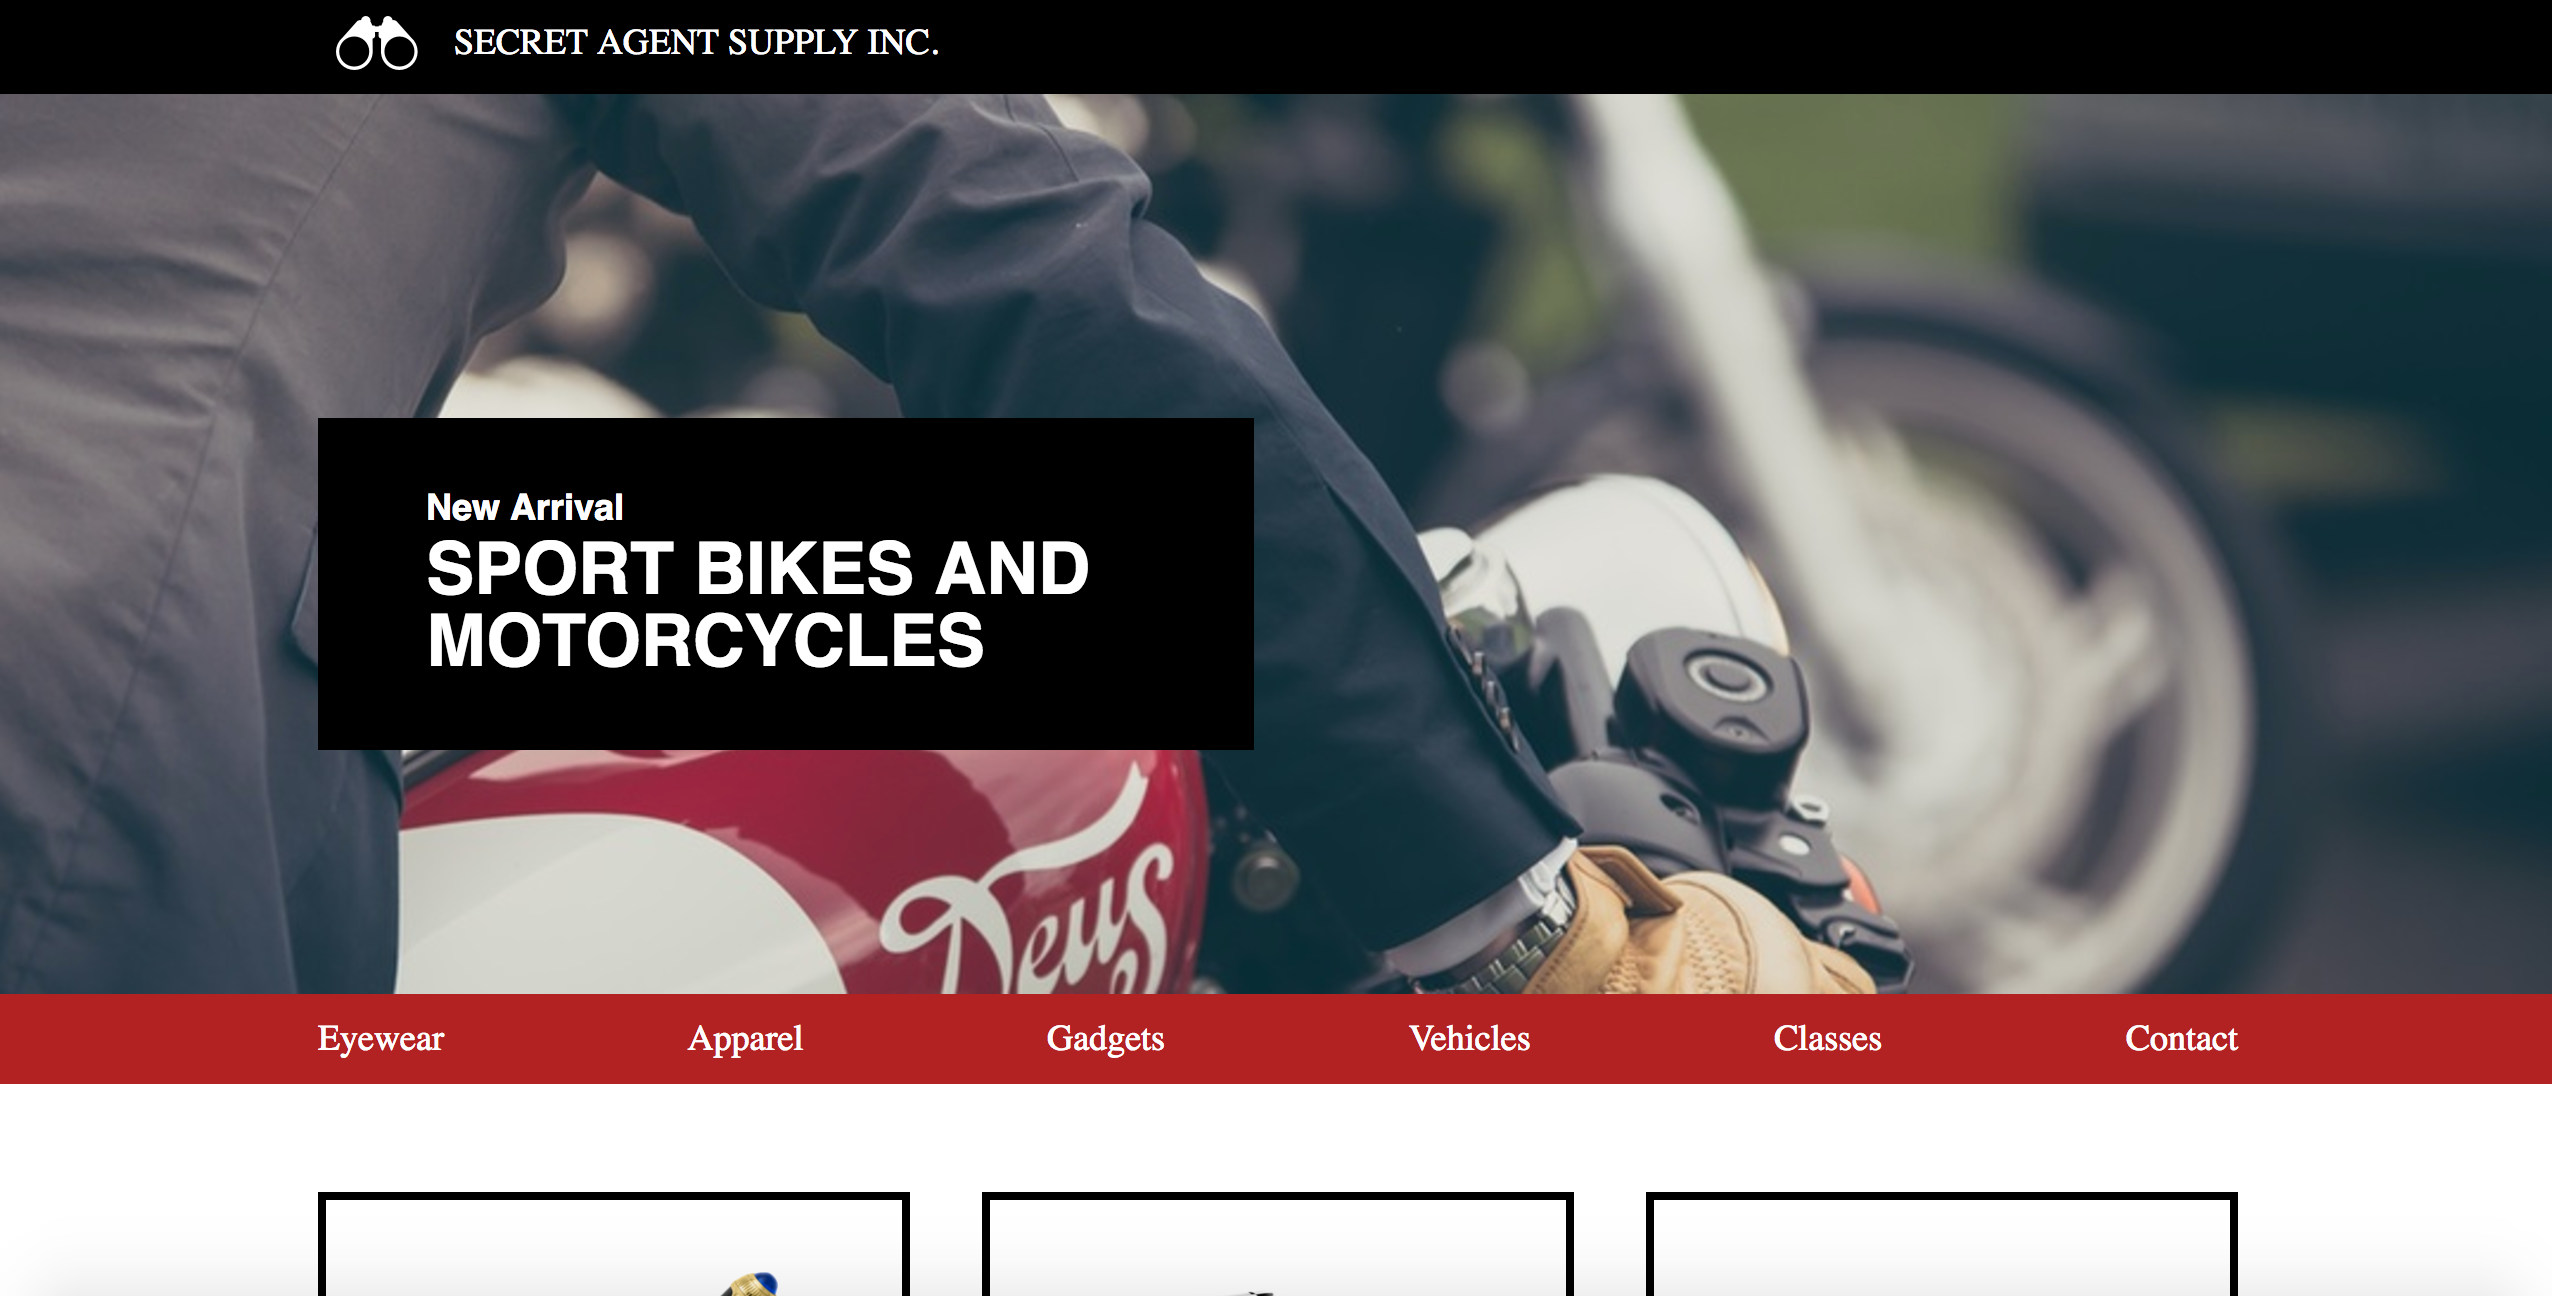 SECRET AGENT SUPPLY INC.
New Arrival
SPORT BIKES AND
MOTORCYCLES
Deus
Eyewear Apparel Gadgets Vehicles Classes Contact